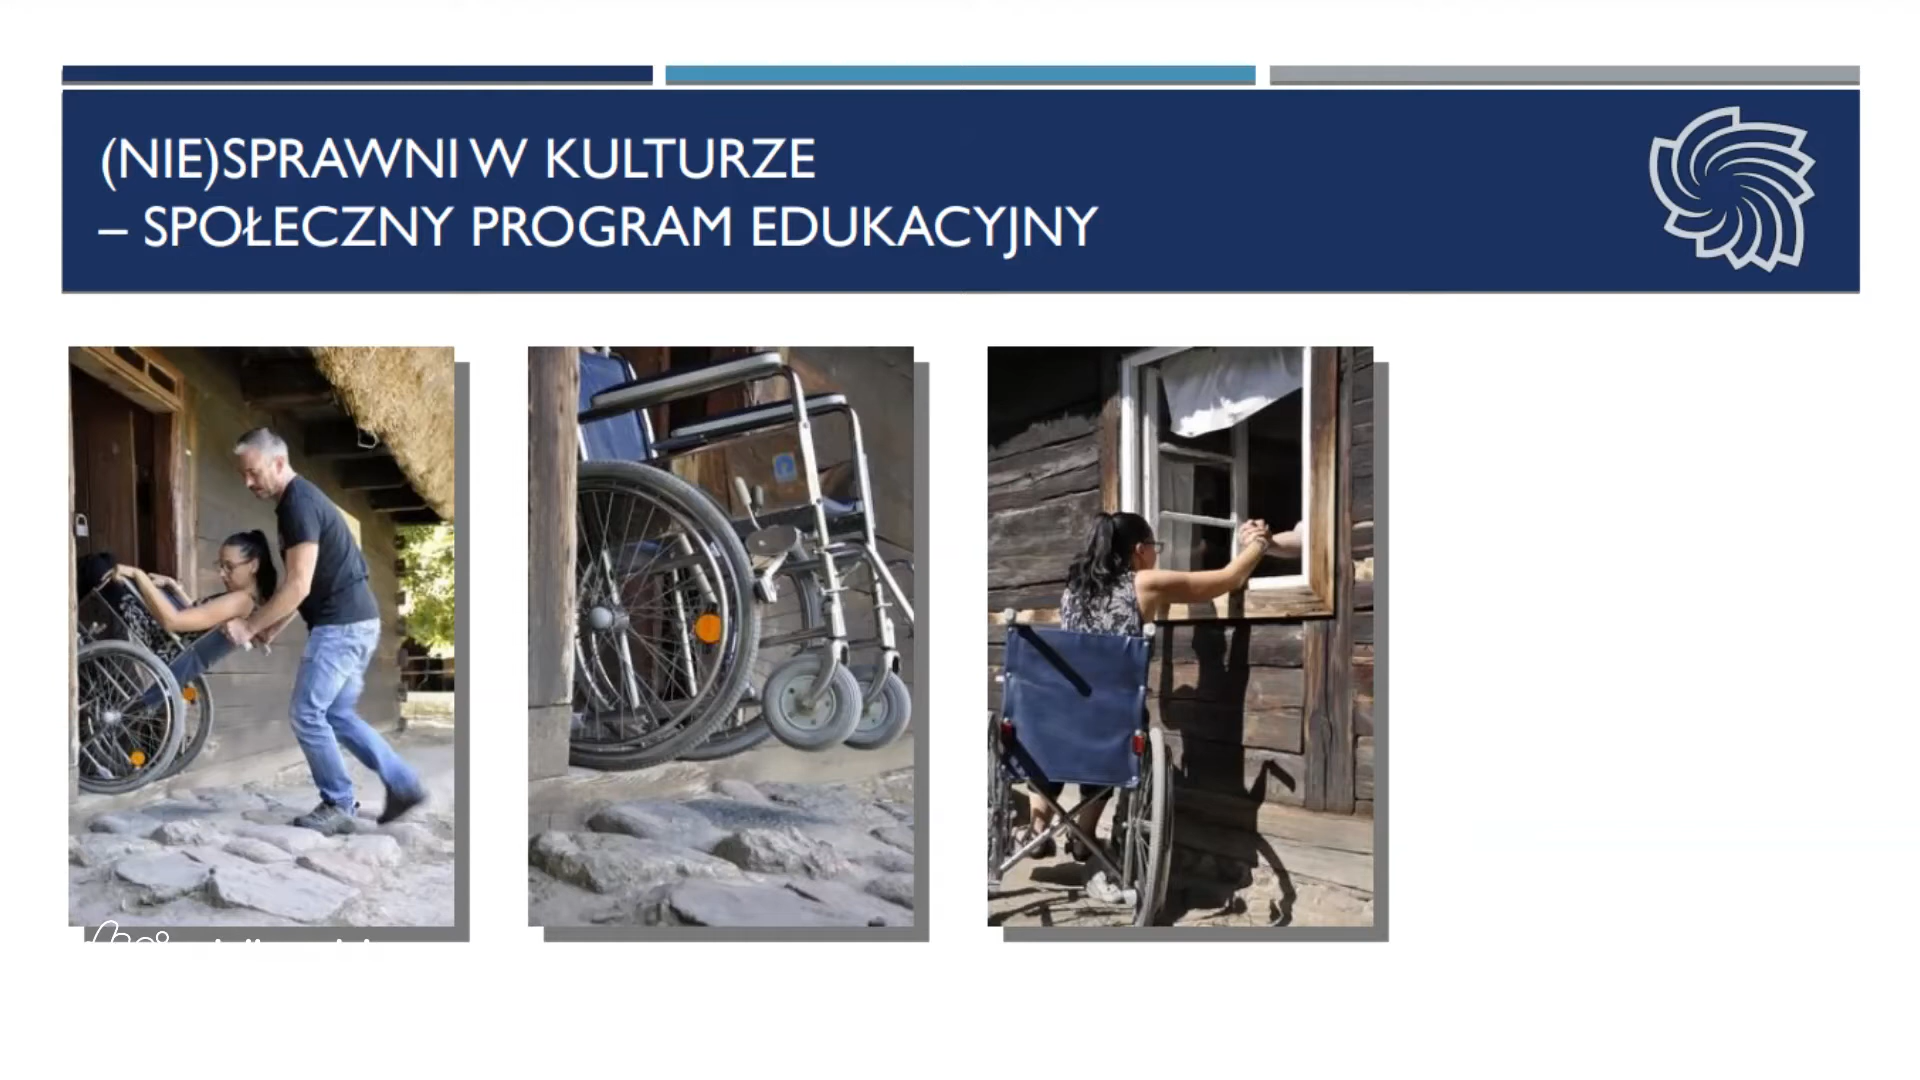 (NIE)SPRAWNI W KULTURZE
– SPOŁECZNY PROGRAM EDUKACYJNY